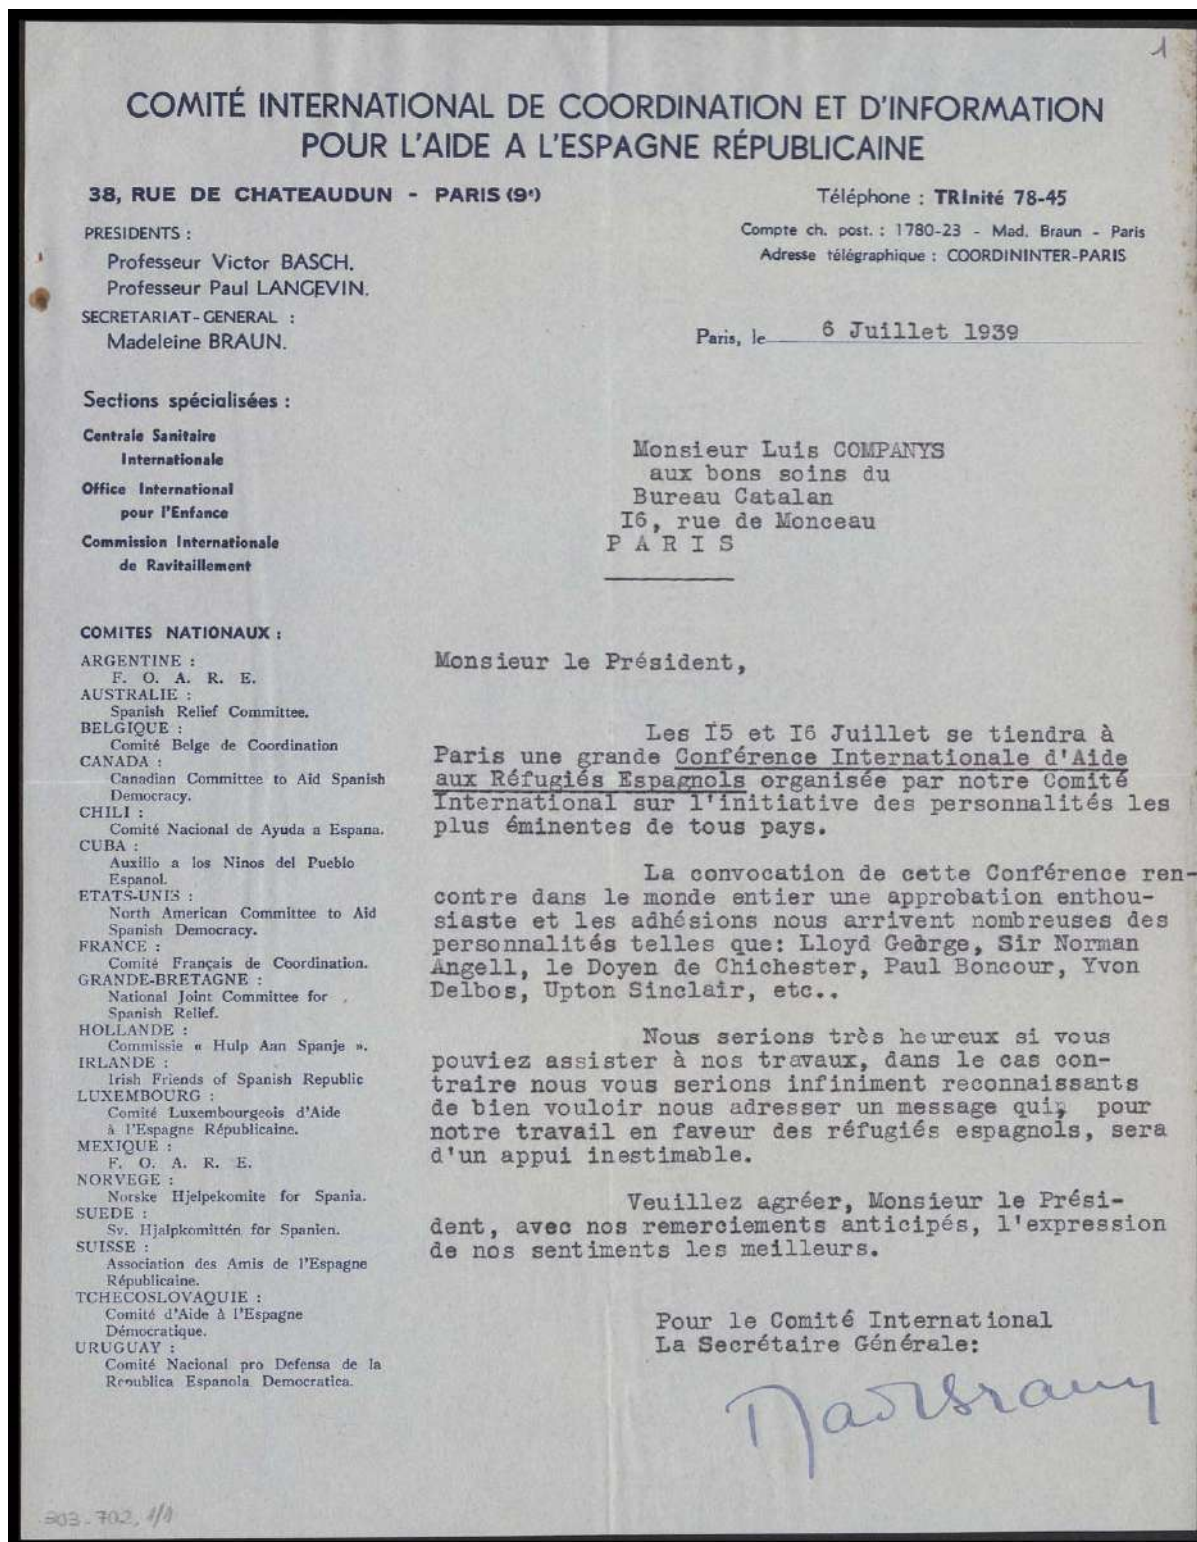 1
COMITÉ INTERNATIONAL DE COORDINATION ET D'INFORMATION
POUR L'AIDE A L'ESPAGNE RÉPUBLICAINE
38, RUE DE CHATEAUDUN - PARIS (9e)
Téléphone : TRInité 78-45
Compte ch. post. : 1780-23 - Mad. Braun - Paris
Adresse télégraphique : COORDININTER-PARIS
PRESIDENTS :
Professeur Victor BASCH.
Professeur Paul LANGEVIN.
SECRETARIAT-GENERAL :
Madeleine BRAUN.
Paris, le 6 Juillet 1939
Sections spécialisées :
Centrale Sanitaire
Internationale
Office International
pour l'Enfance
Commission Internationale
de Ravitaillement
Monsieur Luis COMPANYS
aux bons soins du
Bureau Catalan
I6, rue de Monceau
P A R I S
COMITES NATIONAUX :
ARGENTINE :
F. O. A. R. E.
AUSTRALIE :
Spanish Relief Committee.
BELGIQUE :
Comité Belge de Coordination
CANADA :
Canadian Committee to Aid Spanish
Democracy.
CHILI :
Comité Nacional de Ayuda a Espana.
CUBA :
Auxilio a los Ninos del Pueblo
Espanol.
ETATS-UNIS :
North American Committee to Aid
Spanish Democracy.
FRANCE :
Comité Français de Coordination.
GRANDE-BRETAGNE :
National Joint Committee for
Spanish Relief.
HOLLANDE :
Commissie « Hulp Aan Spanje ».
IRLANDE :
Irish Friends of Spanish Republic
LUXEMBOURG :
Comité Luxembourgeois d'Aide
à l'Espagne Républicaine.
MEXIQUE :
F. O. A. R. E.
NORVEGE :
Norske Hjelpekomite for Spania.
SUEDE :
Sv. Hjalpkomittén for Spanien.
SUISSE :
Association des Amis de l'Espagne
Républicaine.
TCHECOSLOVAQUIE :
Comité d'Aide à l'Espagne
Démocratique.
URUGUAY :
Comité Nacional pro Defensa de la
Republica Espanola Democratica.
Monsieur le Président,
Les I5 et I6 Juillet se tiendra à
Paris une grande Conférence Internationale d'Aide
aux Réfugiés Espagnols organisée par notre Comité
International sur l'initiative des personnalités les
plus éminentes de tous pays.
La convocation de cette Conférence ren-
contre dans le monde entier une approbation enthou-
siaste et les adhésions nous arrivent nombreuses des
personnalités telles que: Lloyd George, Sir Norman
Angell, le Doyen de Chichester, Paul Boncour, Yvon
Delbos, Upton Sinclair, etc..
Nous serions très heureux si vous
pouviez assister à nos travaux, dans le cas con-
traire nous vous serions infiniment reconnaissants
de bien vouloir nous adresser un message qui, pour
notre travail en faveur des réfugiés espagnols, sera
d'un appui inestimable.
Veuillez agréer, Monsieur le Prési-
dent, avec nos remerciements anticipés, l'expression
de nos sentiments les meilleurs.
Pour le Comité International
La Secrétaire Générale:
Mad Braun
303-702, 1/1